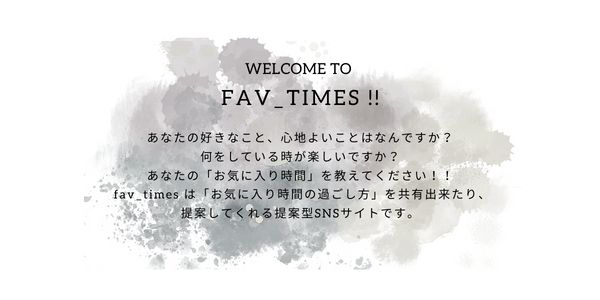 WELCOME TO
FAV_TIMES !!
あなたの好きなこと、心地よいことはなんですか？
何をしている時が楽しいですか？
あなたの「お気に入り時間」を教えてください！！
fav_times は「お気に入り時間の過ごし方」を共有出来たり、
提案してくれる提案型SNSサイトです。